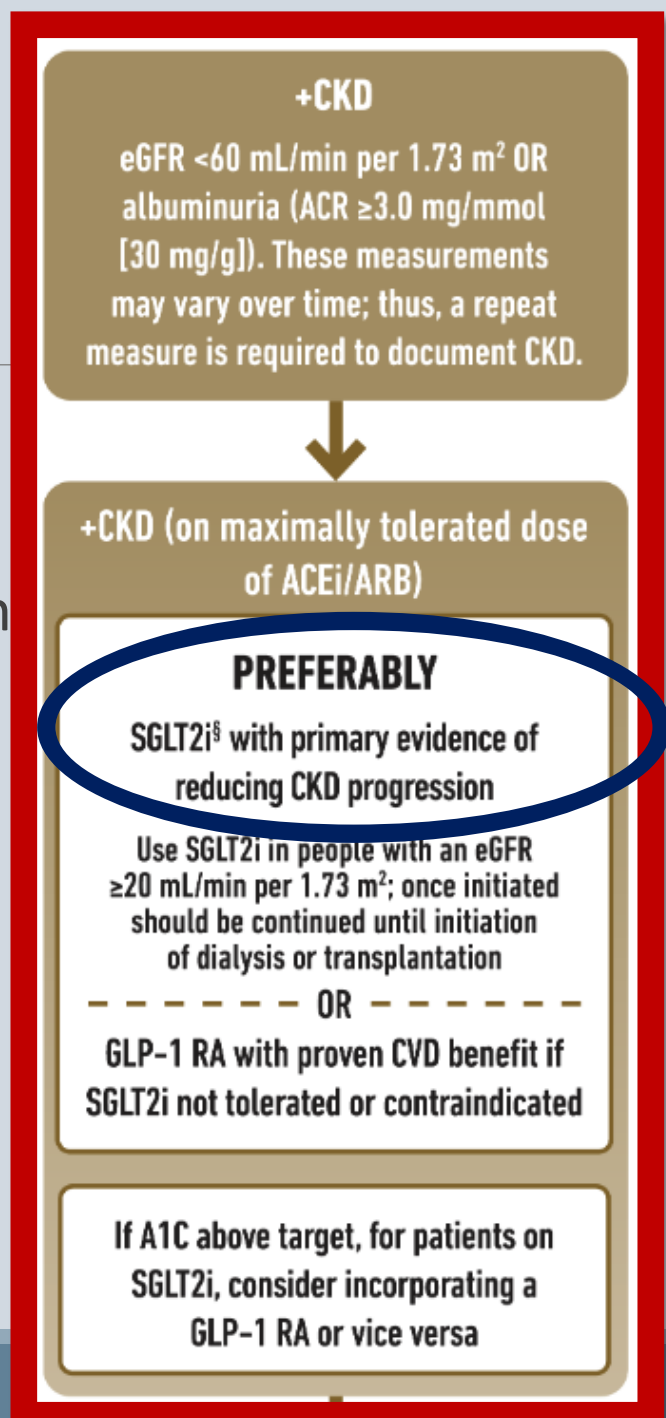 +CKD
eGFR <60 mL/min per 1.73 m² OR
albuminuria (ACR ≥3.0 mg/mmol
[30 mg/g]). These measurements
may vary over time; thus, a repeat
measure is required to document CKD.
+CKD (on maximally tolerated dose
of ACEi/ARB)
PREFERABLY
SGLT2i§ with primary evidence of
reducing CKD progression
Use SGLT2i in people with an eGFR
≥20 mL/min per 1.73 m²; once initiated
should be continued until initiation
of dialysis or transplantation
OR
GLP-1 RA with proven CVD benefit if
SGLT2i not tolerated or contraindicated
If A1C above target, for patients on
SGLT2i, consider incorporating a
GLP-1 RA or vice versa